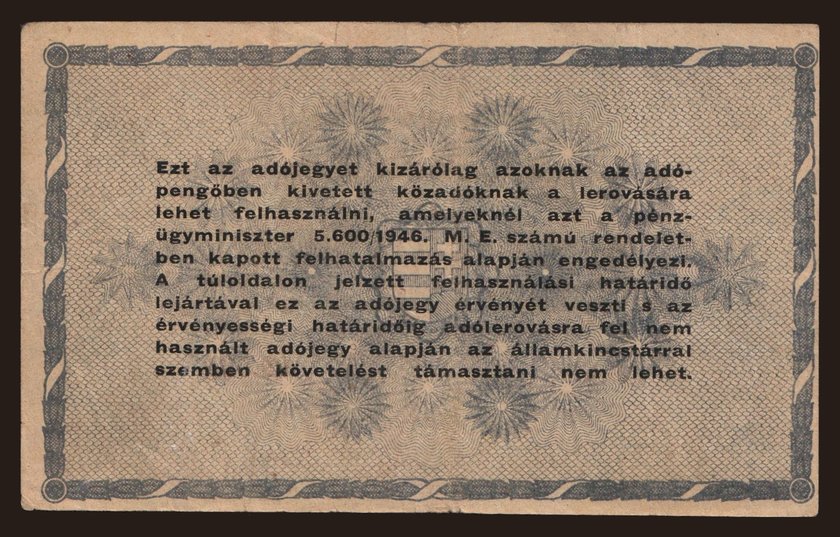 Ezt az adójegyet kizárólag azoknak az adó-
pengőben kivetett közadóknak a lerovására
lehet felhasználni, amelyeknél azt a pénz-
ügyminiszter 5.600/1946. M. E. számú rendelet-
ben kapott felhatalmazás alapján engedélyezi.
A túloldalon jelzett felhasználási határidő
lejártával ez az adójegy érvényét veszti s az
érvényességi határidőig adólerovásra fel nem
használt adójegy alapján az államkincstárral
szemben követelést támasztani nem lehet.